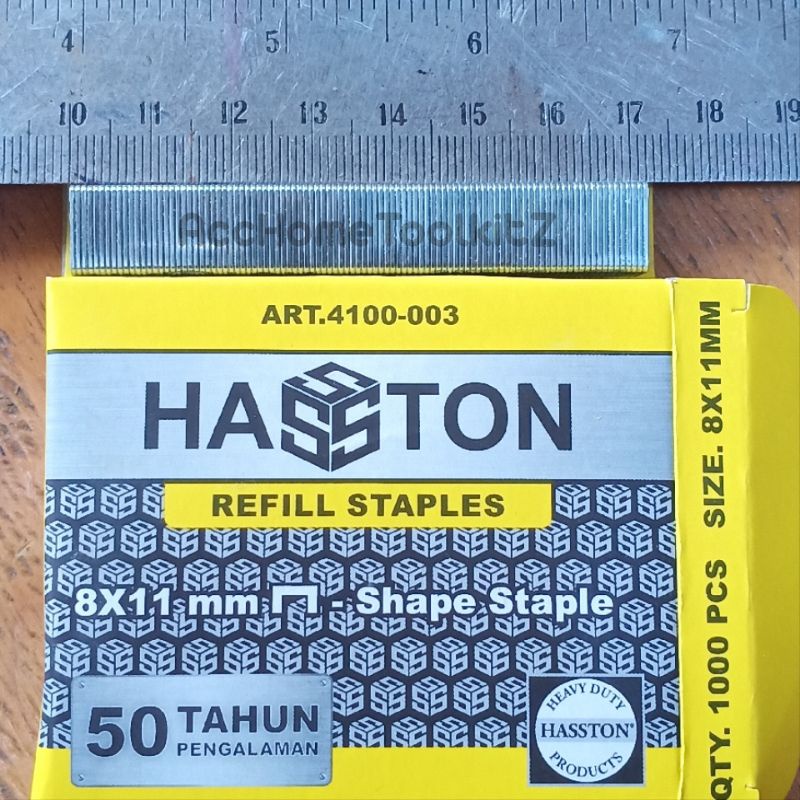 4 5 6 7
10 11 12 13 14 15 16 17 18 19
AccHomeToolkitZ
ART.4100-003
HASSTON
REFILL STAPLES
8X11 mm - Shape Staple
50 TAHUN
PENGALAMAN
HEAVY DUTY
HASSTON®
PRODUCTS
QTY. 1000 PCS SIZE. 8X11MM